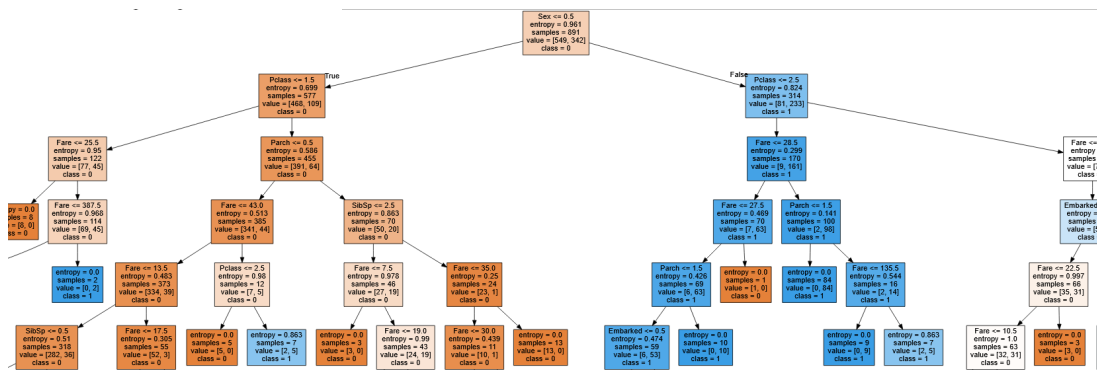 Sex <= 0.5
entropy = 0.961
samples = 891
value = [549, 342]
class = 0
True
False
Pclass <= 1.5
entropy = 0.699
samples = 577
value = [468, 109]
class = 0
Pclass <= 2.5
entropy = 0.824
samples = 314
value = [81, 233]
class = 1
Fare <= 25.5
entropy = 0.95
samples = 122
value = [77, 45]
class = 0
Parch <= 0.5
entropy = 0.586
samples = 455
value = [391, 64]
class = 0
Fare <= 28.5
entropy = 0.299
samples = 170
value = [9, 161]
class = 1
Fare <=
entropy =
samples =
value = [7
class =
py = 0.0
ples = 8
= [8, 0]
ss = 0
Fare <= 387.5
entropy = 0.968
samples = 114
value = [69, 45]
class = 0
Fare <= 43.0
entropy = 0.513
samples = 385
value = [341, 44]
class = 0
SibSp <= 2.5
entropy = 0.863
samples = 70
value = [50, 20]
class = 0
Fare <= 27.5
entropy = 0.469
samples = 70
value = [7, 63]
class = 1
Parch <= 1.5
entropy = 0.141
samples = 100
value = [2, 98]
class = 1
Embarked
entropy =
samples
value = [5
class =
entropy = 0.0
samples = 2
value = [0, 2]
class = 1
Fare <= 13.5
entropy = 0.483
samples = 373
value = [334, 39]
class = 0
Pclass <= 2.5
entropy = 0.98
samples = 12
value = [7, 5]
class = 0
Fare <= 7.5
entropy = 0.978
samples = 46
value = [27, 19]
class = 0
Fare <= 35.0
entropy = 0.25
samples = 24
value = [23, 1]
class = 0
Parch <= 1.5
entropy = 0.426
samples = 69
value = [6, 63]
class = 1
entropy = 0.0
samples = 1
value = [1, 0]
class = 0
entropy = 0.0
samples = 84
value = [0, 84]
class = 1
Fare <= 135.5
entropy = 0.544
samples = 16
value = [2, 14]
class = 1
Fare <= 22.5
entropy = 0.997
samples = 66
value = [35, 31]
class = 0
SibSp <= 0.5
entropy = 0.51
samples = 318
value = [282, 36]
class = 0
Fare <= 17.5
entropy = 0.305
samples = 55
value = [52, 3]
class = 0
entropy = 0.0
samples = 5
value = [5, 0]
class = 0
entropy = 0.863
samples = 7
value = [2, 5]
class = 1
entropy = 0.0
samples = 3
value = [3, 0]
class = 0
Fare <= 19.0
entropy = 0.99
samples = 43
value = [24, 19]
class = 0
Fare <= 30.0
entropy = 0.439
samples = 11
value = [10, 1]
class = 0
entropy = 0.0
samples = 13
value = [13, 0]
class = 0
Embarked <= 0.5
entropy = 0.474
samples = 59
value = [6, 53]
class = 1
entropy = 0.0
samples = 10
value = [0, 10]
class = 1
entropy = 0.0
samples = 9
value = [0, 9]
class = 1
entropy = 0.863
samples = 7
value = [2, 5]
class = 1
Fare <= 10.5
entropy = 1.0
samples = 63
value = [32, 31]
class = 0
entropy = 0.0
samples = 3
value = [3, 0]
class = 0